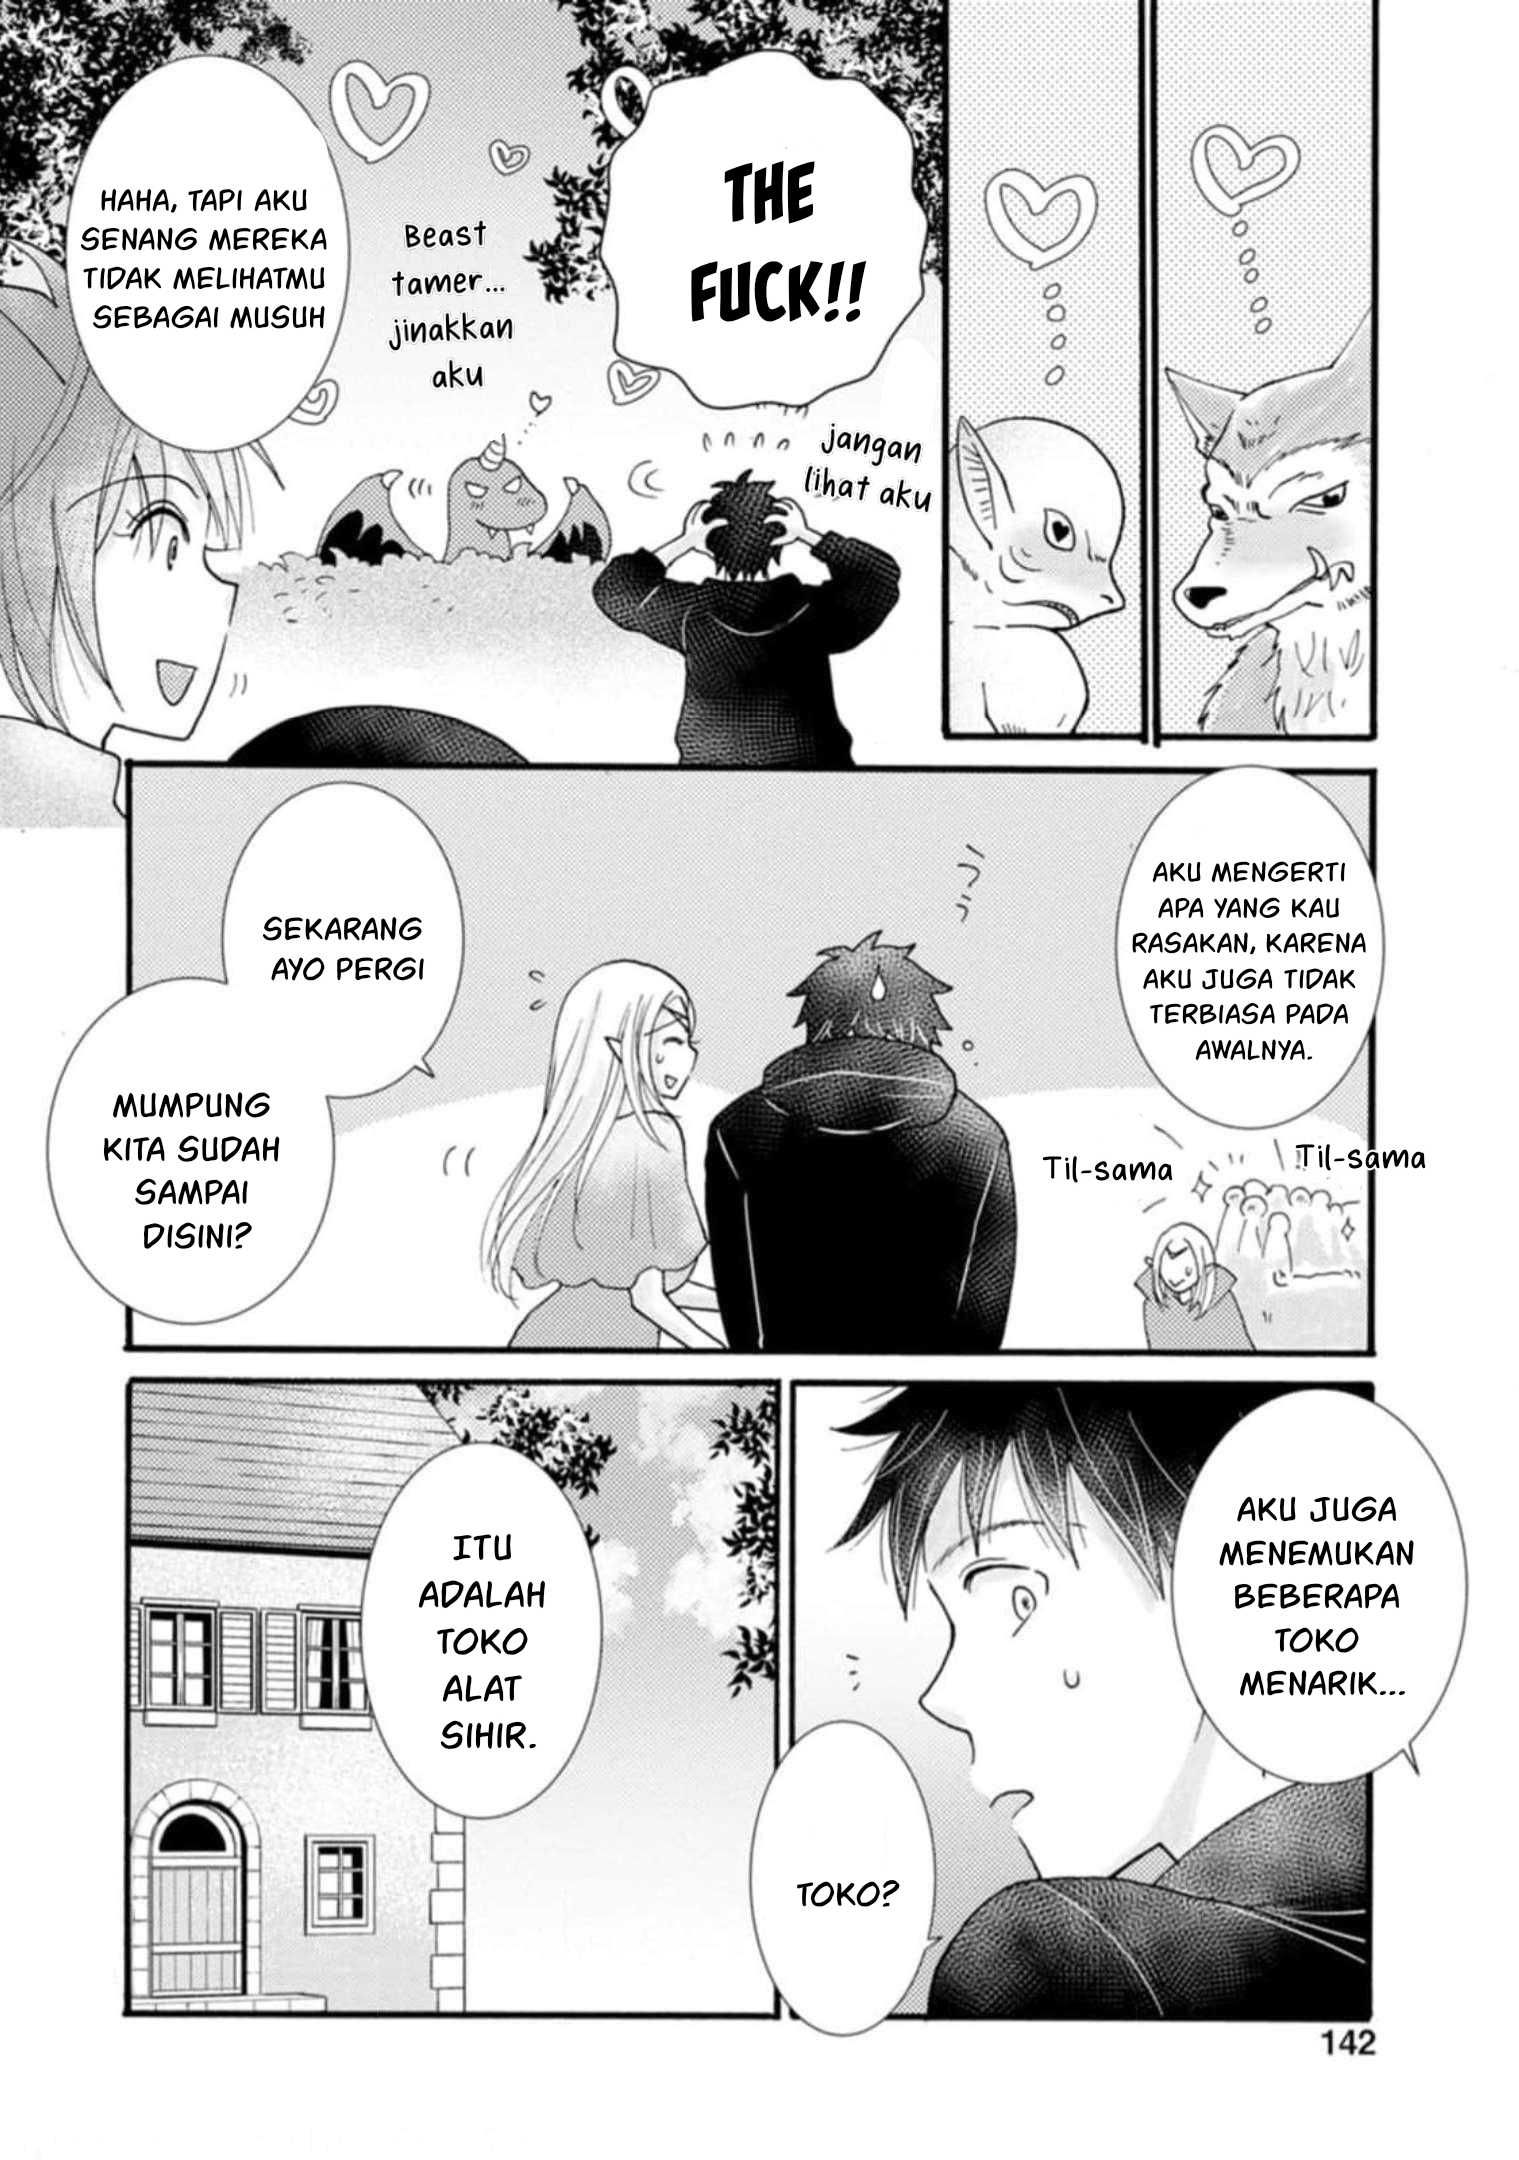 THE
FUCK!!
jangan
lihat aku
Beast
tamer...
jinakkan
aku
HAHA, TAPI AKU
SENANG MEREKA
TIDAK MELIHATMU
SEBAGAI MUSUH
AKU MENGERTI
APA YANG KAU
RASAKAN, KARENA
AKU JUGA TIDAK
TERBIASA PADA
AWALNYA.
Til-sama
Til-sama
SEKARANG
AYO PERGI
MUMPUNG
KITA SUDAH
SAMPAI
DISINI?
AKU JUGA
MENEMUKAN
BEBERAPA
TOKO
MENARIK...
TOKO?
ITU
ADALAH
TOKO
ALAT
SIHIR.
142